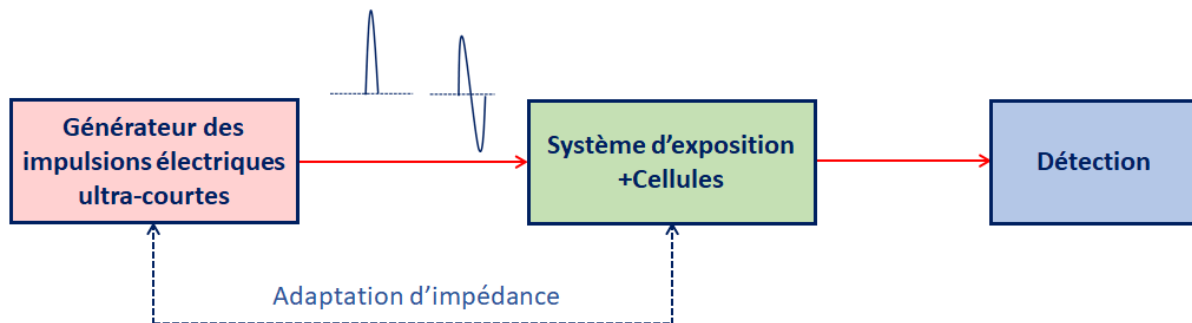 Générateur des
impulsions électriques
ultra-courtes
Système d'exposition
+Cellules
Détection
Adaptation d'impédance